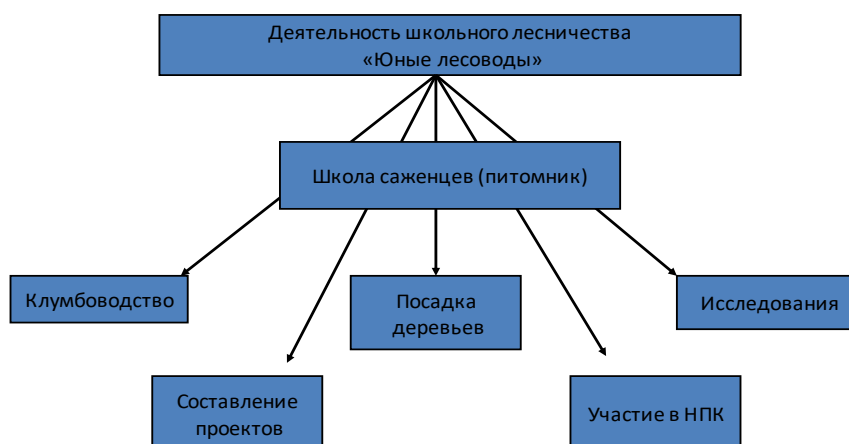 Деятельность школьного лесничества
«Юные лесоводы»
Школа саженцев (питомник)
Клумбоводство
Посадка
деревьев
Исследования
Составление
проектов
Участие в НПК